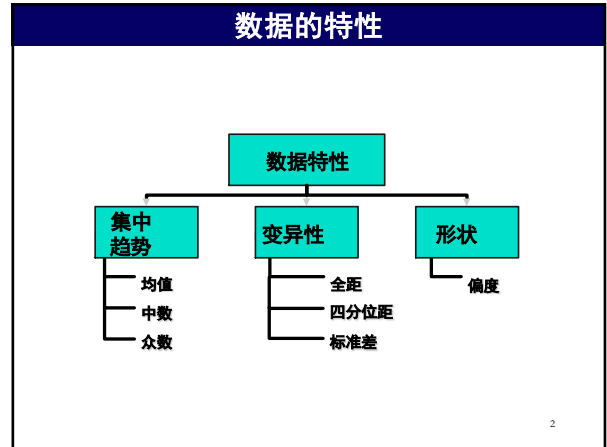 数据的特性
数据特性
集中
趋势
变异性
形状
均值
中数
众数
全距
四分位距
标准差
偏度
2